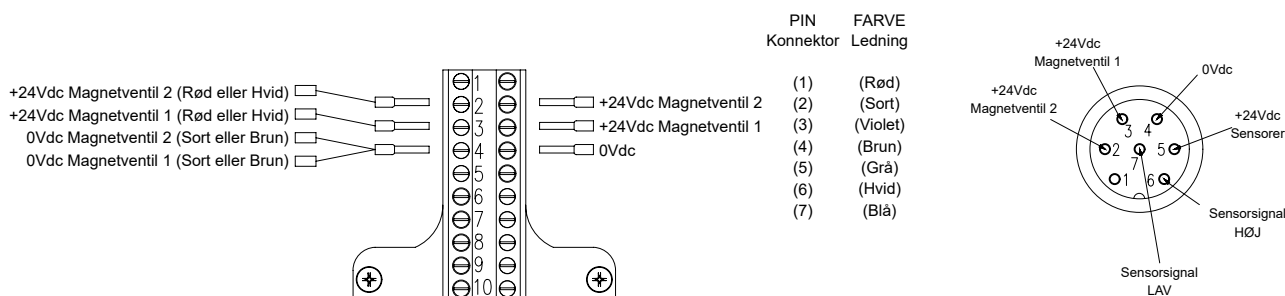 +24Vdc Magnetventil 2 (Rød eller Hvid)
+24Vdc Magnetventil 1 (Rød eller Hvid)
0Vdc Magnetventil 2 (Sort eller Brun)
0Vdc Magnetventil 1 (Sort eller Brun)
1
2
3
4
5
6
7
8
9
10
+24Vdc Magnetventil 2
+24Vdc Magnetventil 1
0Vdc
PIN FARVE
Konnektor Ledning
(1) (Rød)
(2) (Sort)
(3) (Violet)
(4) (Brun)
(5) (Grå)
(6) (Hvid)
(7) (Blå)
+24Vdc
Magnetventil 1
0Vdc
+24Vdc
Magnetventil 2
+24Vdc
Sensorer
3 4
2 5
7
1 6
Sensorsignal
HØJ
Sensorsignal
LAV